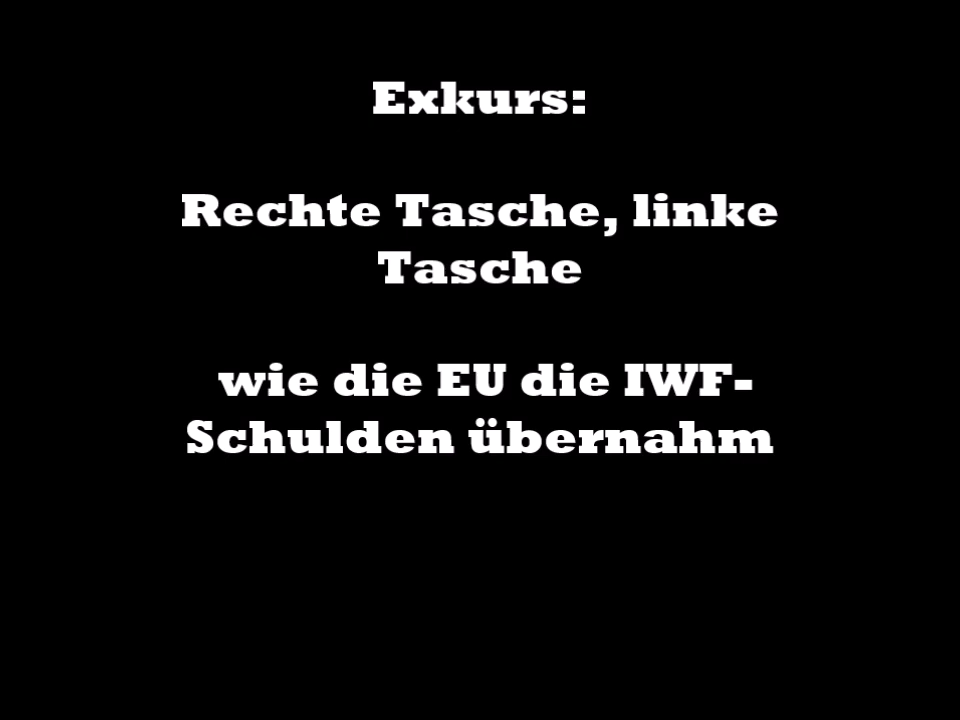 Exkurs:
Rechte Tasche, linke
Tasche
wie die EU die IWF-
Schulden übernahm